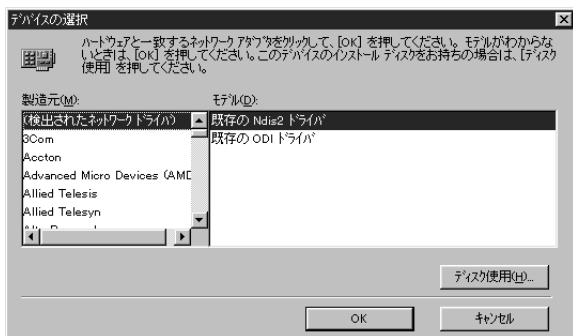 デバイスの選択
ハードウェアと一致するネットワーク アダプタをクリックして、[OK] を押してください。モデルがわからな
いときは、[OK] を押してください。このデバイスのインストール ディスクをお持ちの場合は、[ディスク
使用] を押してください。
製造元(M):
モデル(D):
(検出されたネットワーク ドライバ)
既存の Ndis2 ドライバ
3Com
既存の ODI ドライバ
Accton
Advanced Micro Devices (AMD
Allied Telesis
Allied Telesyn
ディスク使用(H)...
OK
キャンセル